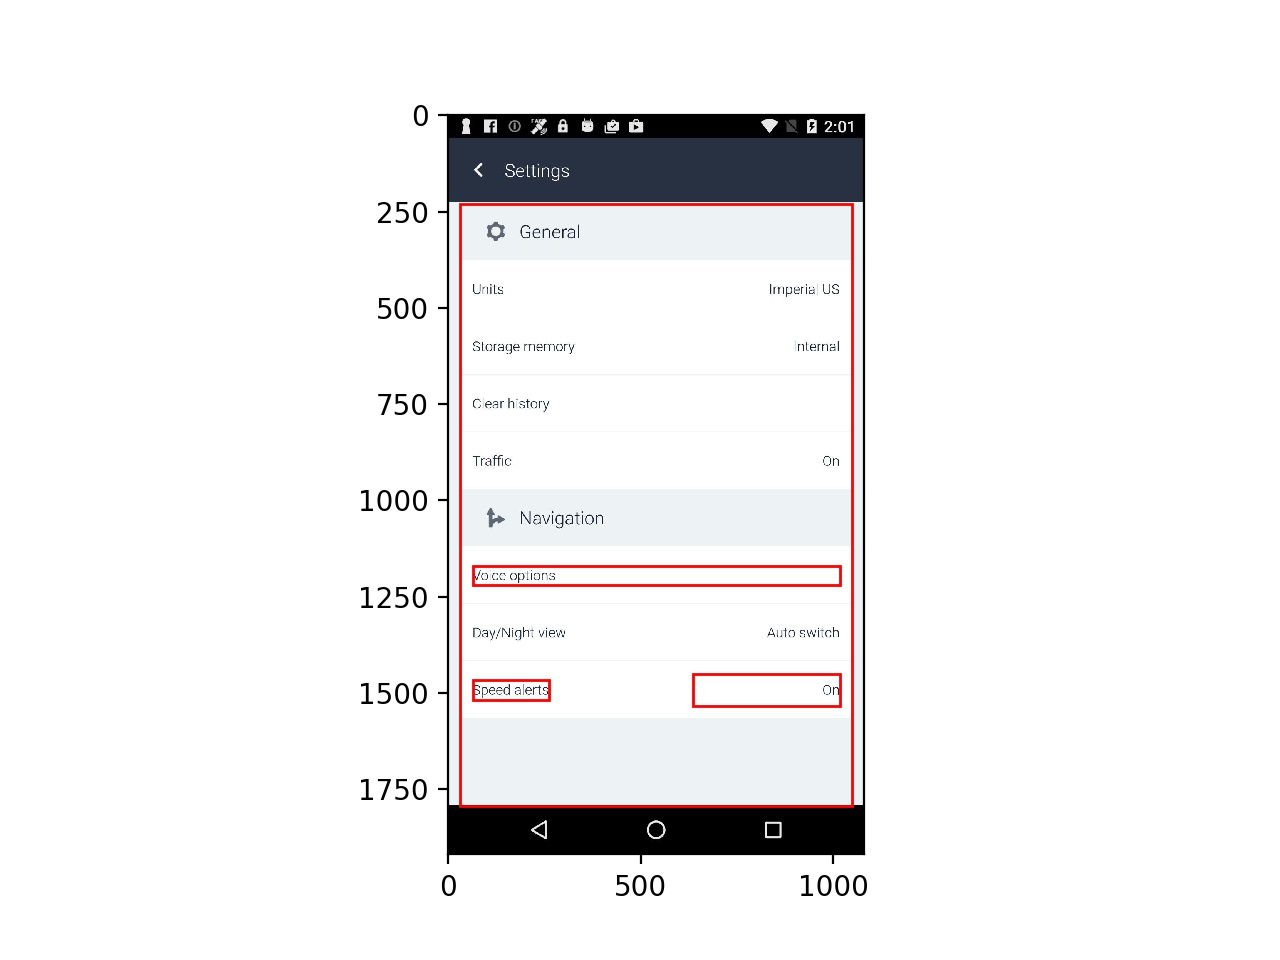 0
2:01
Settings
250
General
Units Imperial US
500
Storage memory Internal
750
Clear history
Traffic On
1000
Navigation
1250
Voice options
Day/Night view Auto switch
1500
Speed alerts On
1750
0 500 1000